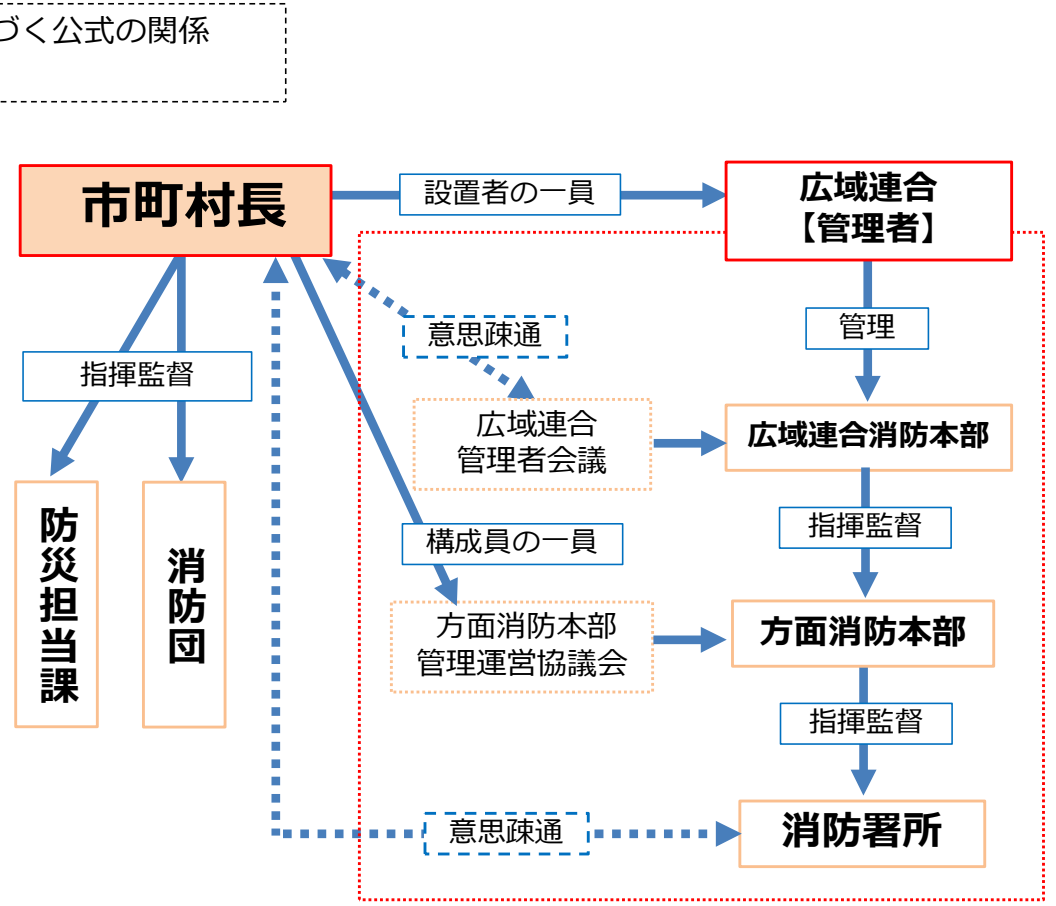 づく公式の関係
市町村長
設置者の一員
広域連合
【管理者】
意思疎通
管理
指揮監督
広域連合
管理者会議
広域連合消防本部
防災担当課
消防団
構成員の一員
指揮監督
方面消防本部
管理運営協議会
方面消防本部
指揮監督
意思疎通
消防署所